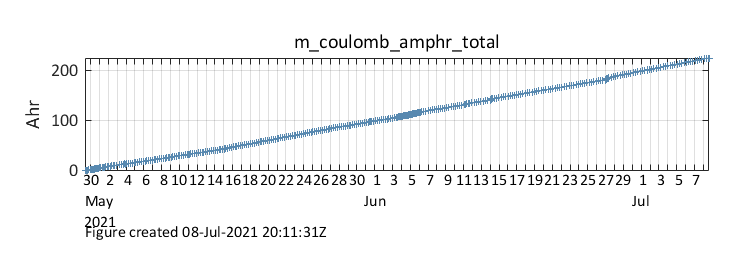 m_coulomb_amphr_total
Ahr
200
100
0
30 2 4 6 8 10 12 14 16 18 20 22 24 26 28 30 1 3 5 7 9 11 13 15 17 19 21 23 25 27 29 1 3 5 7
May Jun Jul
2021
Figure created 08-Jul-2021 20:11:31Z